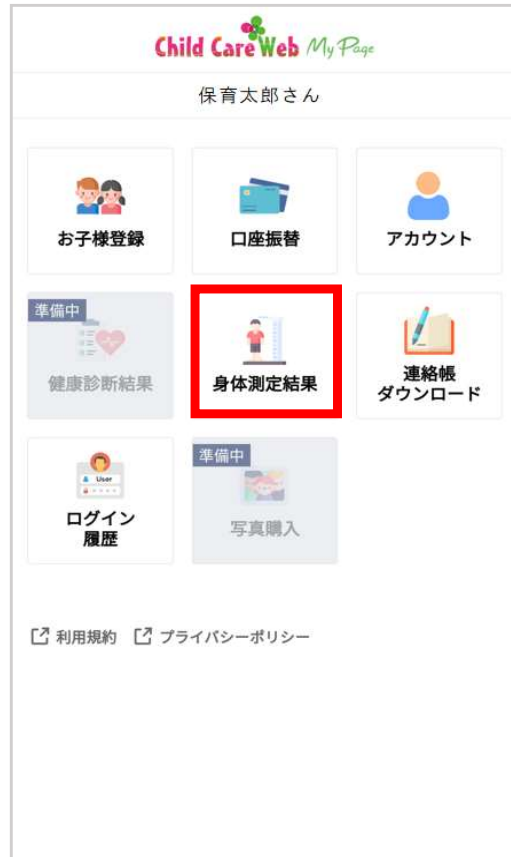 Child Care Web My Page
保育太郎さん
お子様登録
口座振替
アカウント
準備中
健康診断結果
身体測定結果
連絡帳
ダウンロード
User
ログイン
履歴
準備中
写真購入
利用規約
プライバシーポリシー